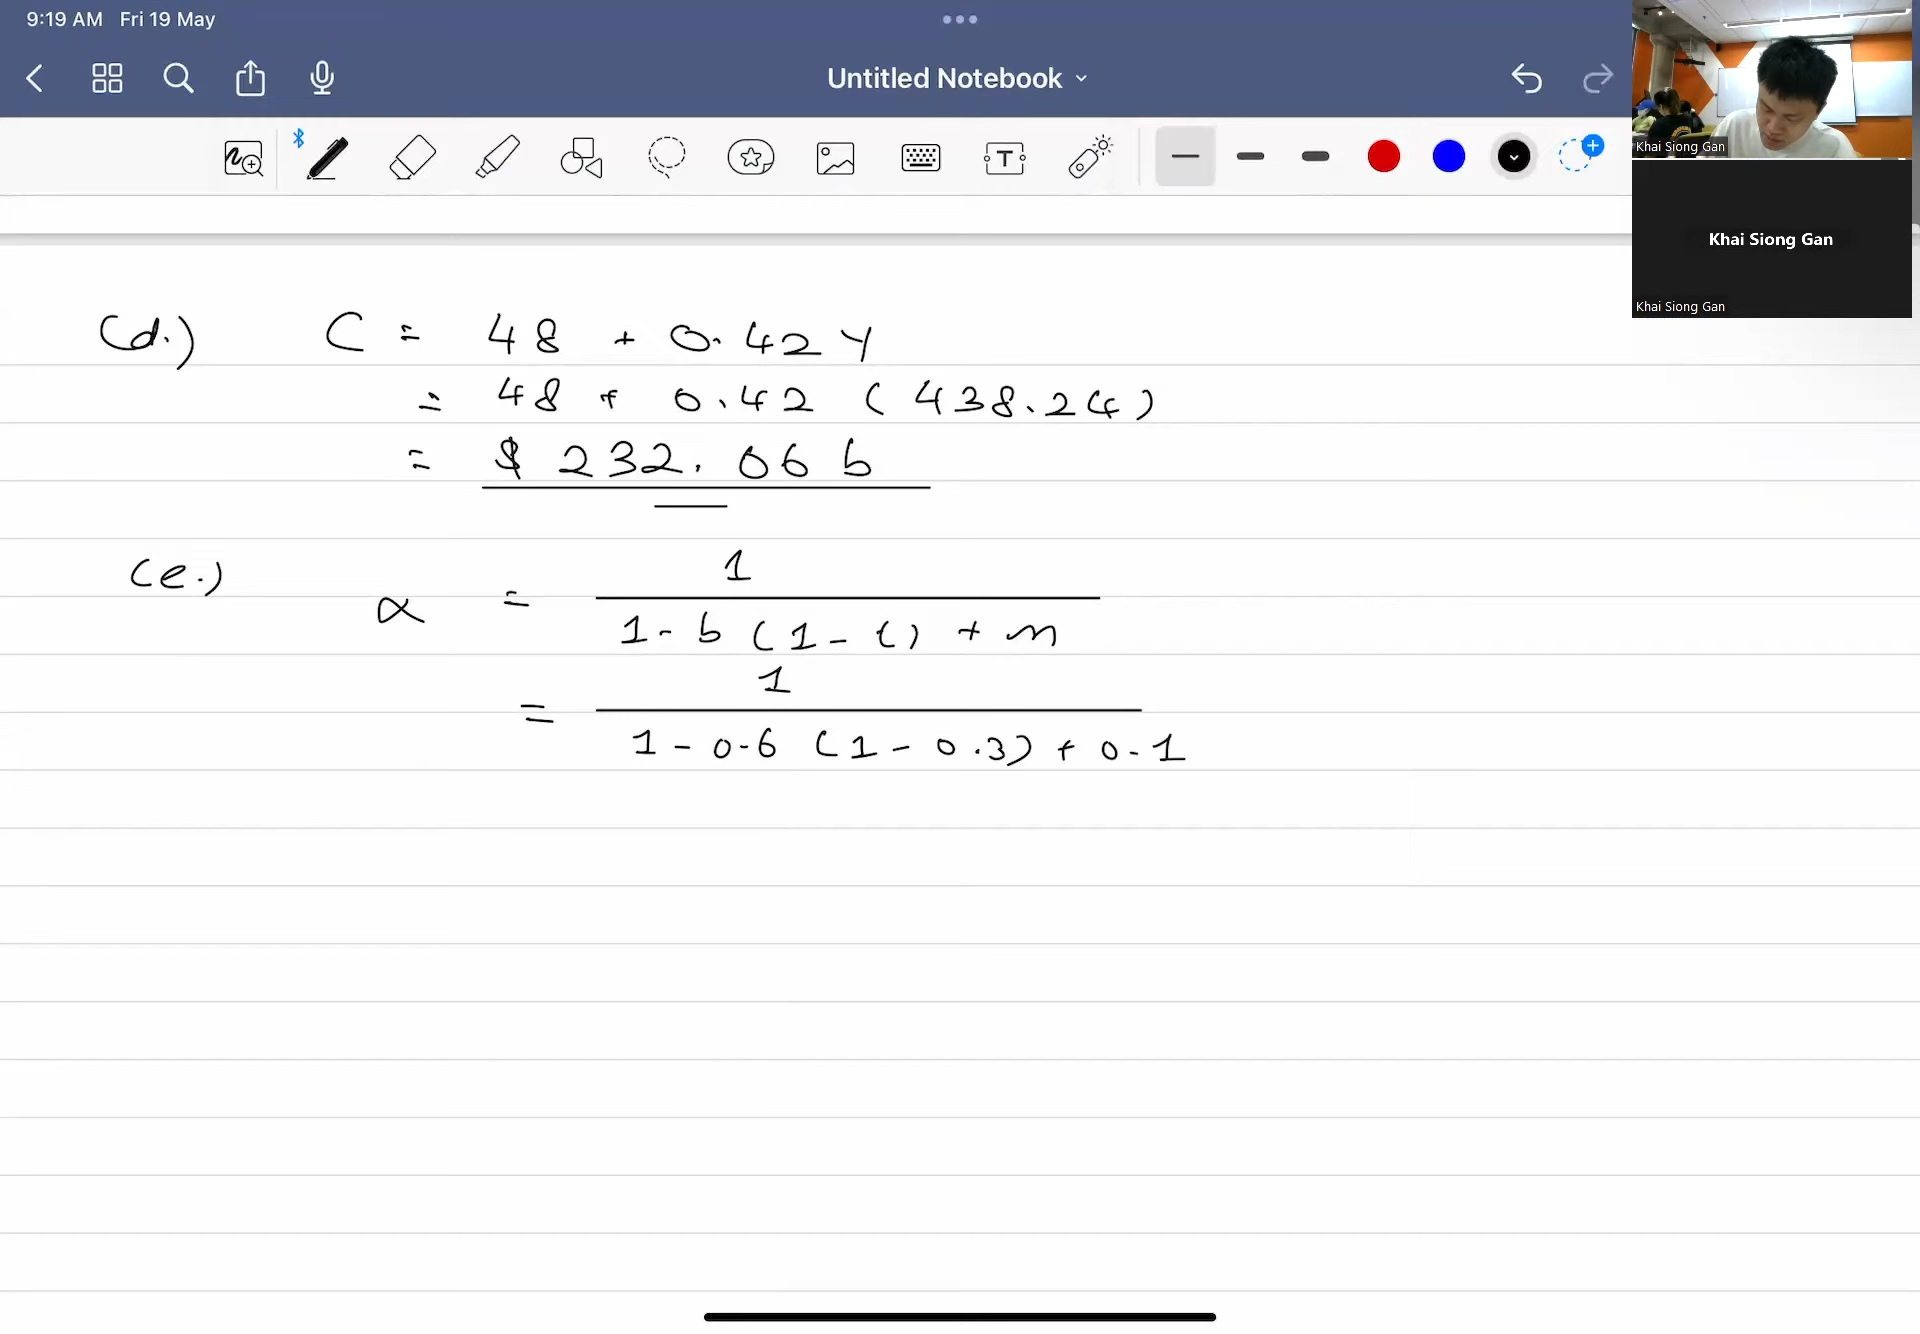 9:19 AM Fri 19 May
Untitled Notebook
T
Khai Siong Gan
Khai Siong Gan
Khai Siong Gan
(d.) C = 48 + 0.42Y
= 48 + 0.42 (438.24)
= $ 232.06 b
(e.) α = 1
1 - b (1 - t) + m
= 1
1 - 0.6 (1 - 0.3) + 0.1